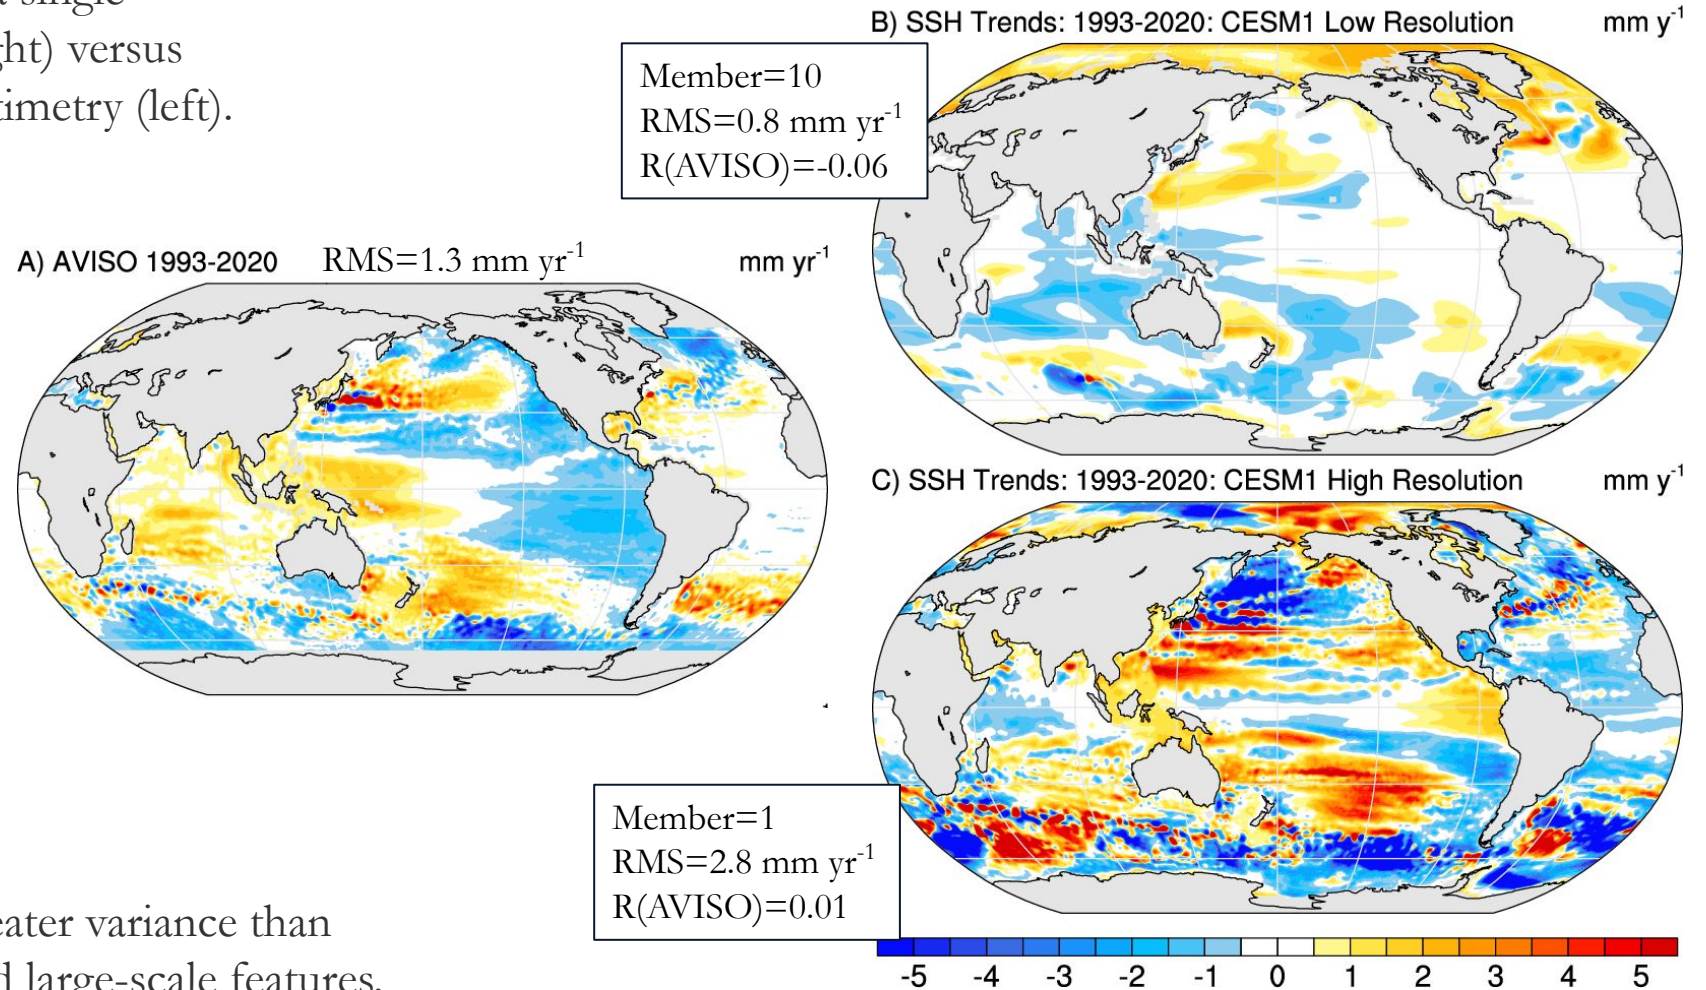 single
versus
timetry (left).
B) SSH Trends: 1993-2020: CESM1 Low Resolution mm y-1
Member=10
RMS=0.8 mm yr-1
R(AVISO)=-0.06
A) AVISO 1993-2020 RMS=1.3 mm yr-1 mm yr-1
C) SSH Trends: 1993-2020: CESM1 High Resolution mm y-1
Member=1
RMS=2.8 mm yr-1
R(AVISO)=0.01
eater variance than
d large-scale features.
-5 -4 -3 -2 -1 0 1 2 3 4 5